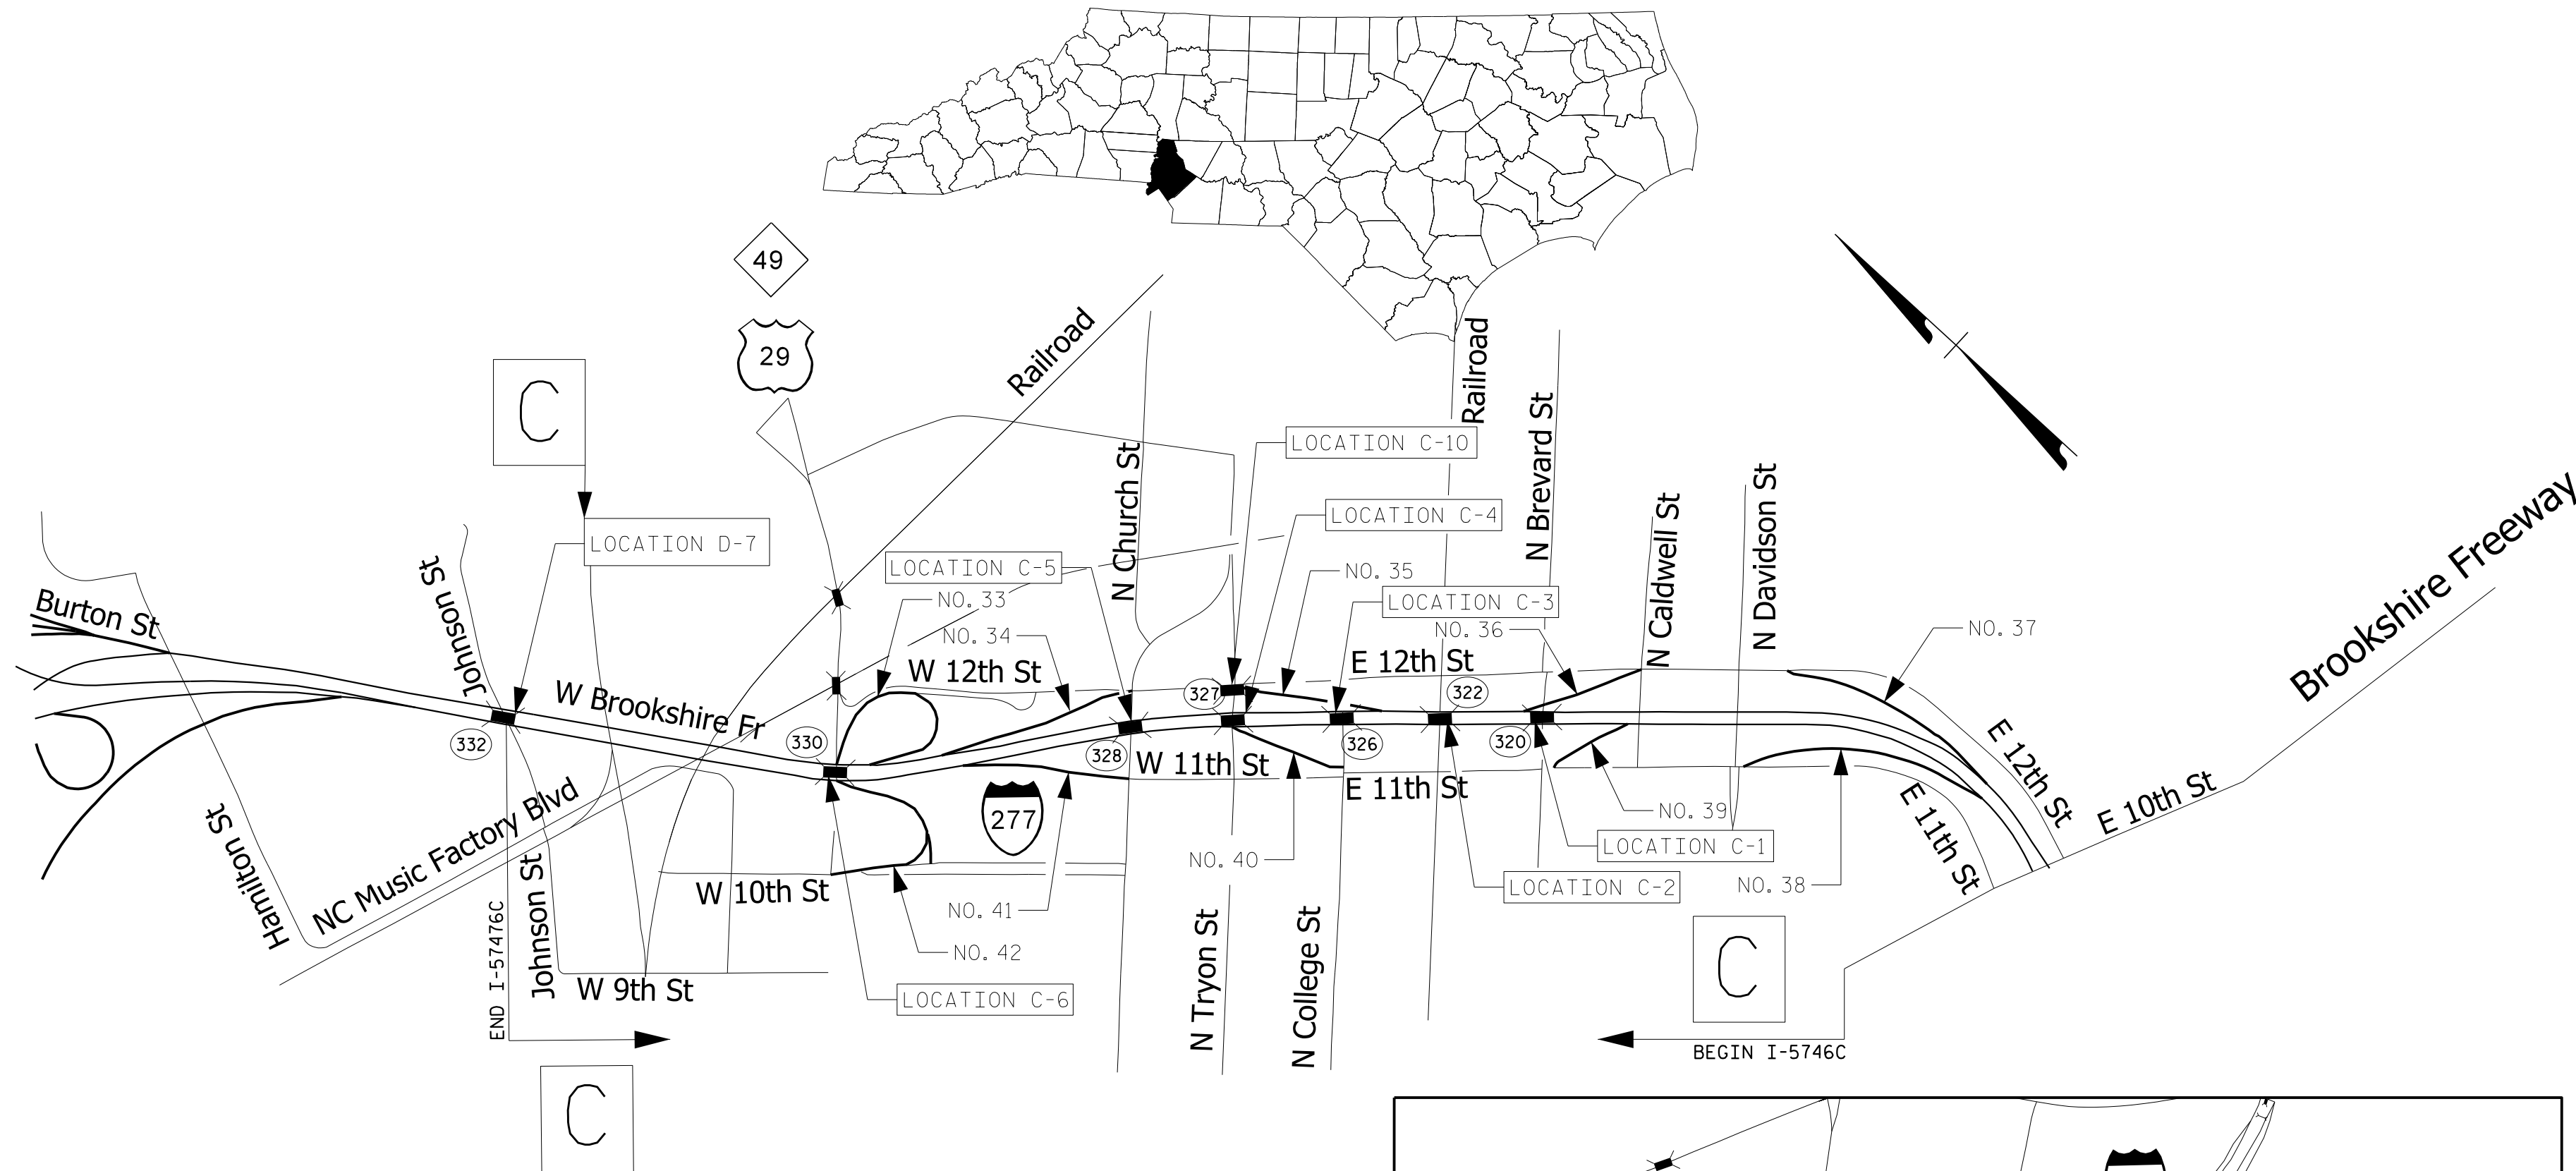 49
29
Railroad
Railroad
C
LOCATION C-10
N Brevard St
N Church St
LOCATION C-4
N Davidson St
N Caldwell St
Brookshire Freeway
LOCATION D-7
LOCATION C-5
NO. 35
NO. 33
LOCATION C-3
Johnson St
Burton St
NO. 34
NO. 36
NO. 37
W 12th St
E 12th St
327
322
W Brookshire Fr
332
330
328
326
320
W 11th St
E 11th St
E 12th St
E 10th St
E 11th St
277
NC Music Factory Blvd
Hamilton St
NO. 39
LOCATION C-1
NO. 40
LOCATION C-2
NO. 38
W 10th St
Johnson St
NO. 41
NO. 42
N Tryon St
N College St
C
END I-57476C
W 9th St
LOCATION C-6
BEGIN I-5746C
C